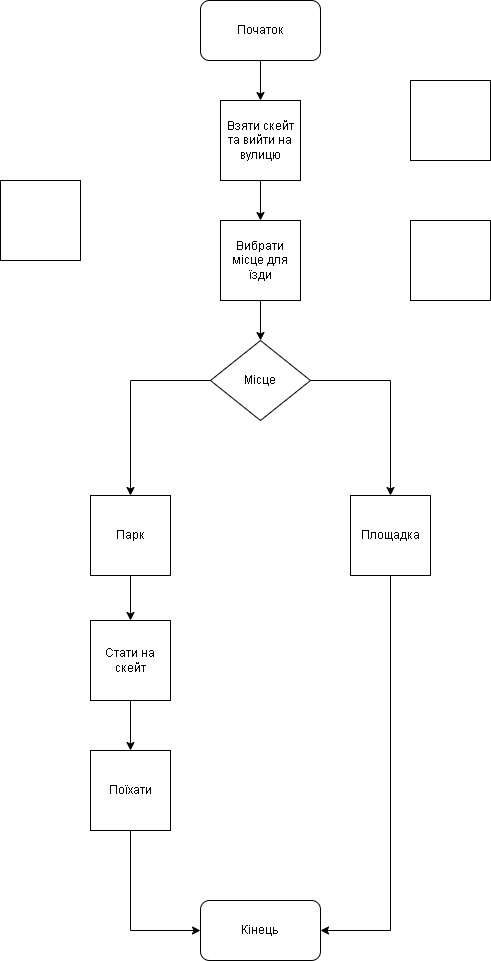 Початок
Взяти скейт
та вийти на
вулицю
Вибрати
місце для
їзди
Місце
Парк
Площадка
Стати на
скейт
Поїхати
Кінець